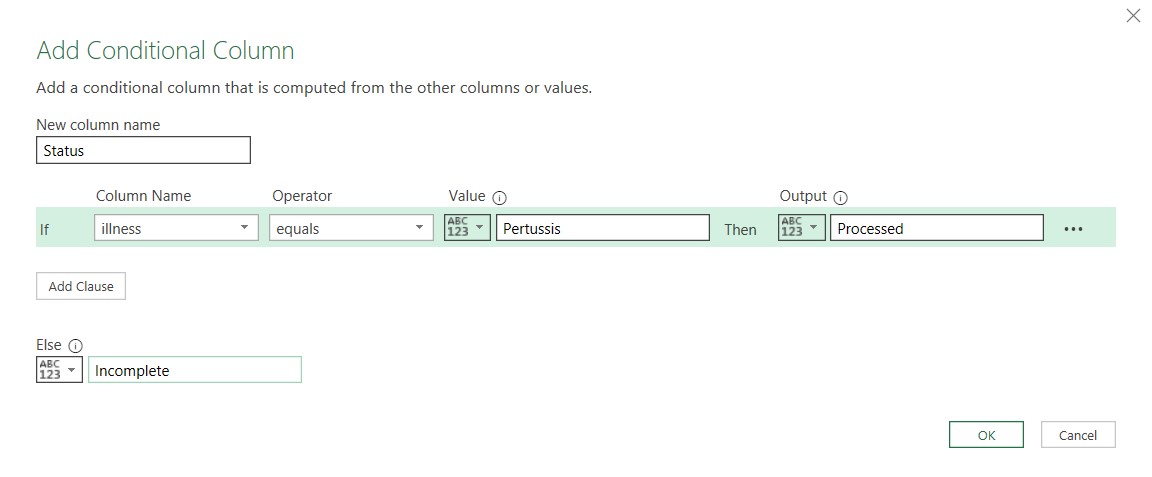 Add Conditional Column
Add a conditional column that is computed from the other columns or values.
New column name
Status
Column Name Operator Value Output
If illness equals ABC 123 Pertussis Then ABC 123 Processed ...
Add Clause
Else
ABC 123 Incomplete
OK Cancel